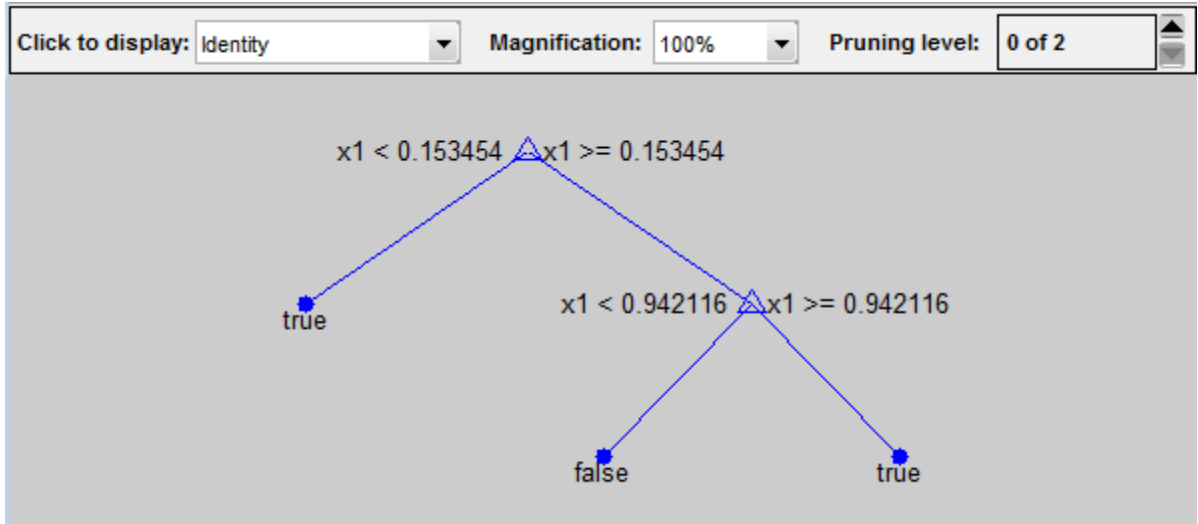 Click to display: Identity Magnification: 100% Pruning level: 0 of 2
x1 < 0.153454 x1 >= 0.153454
true
x1 < 0.942116 x1 >= 0.942116
false
true